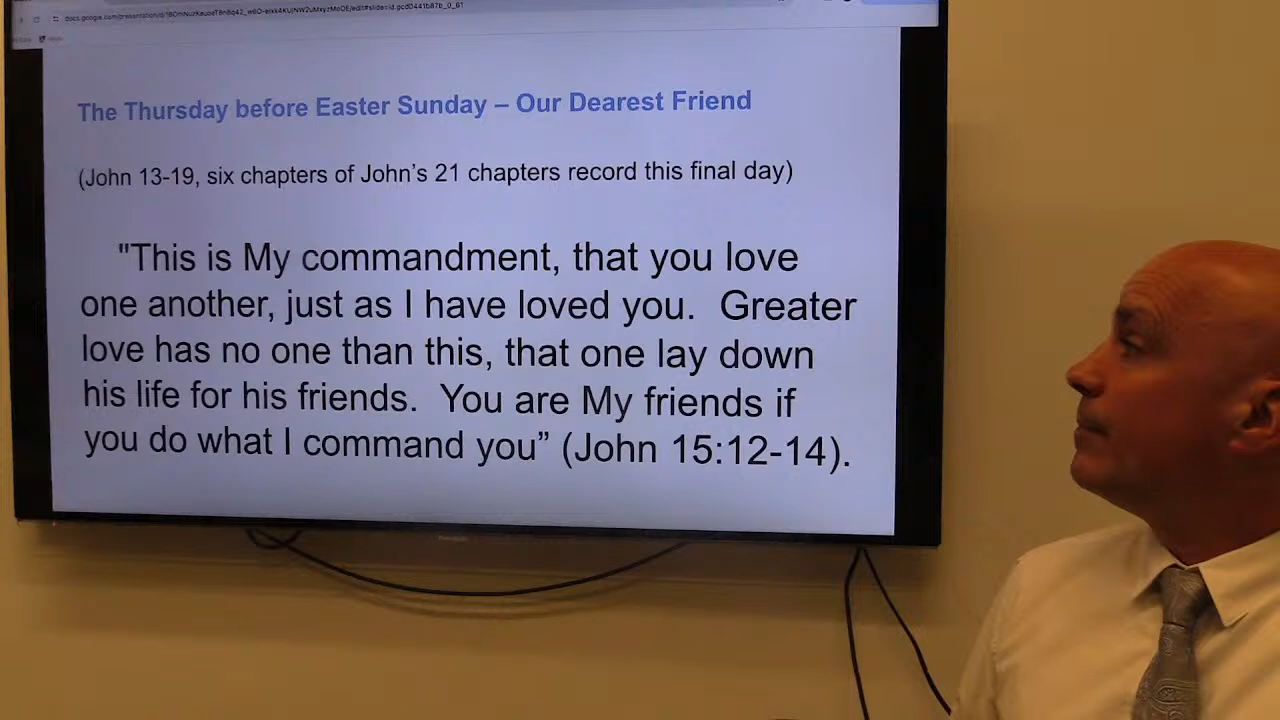 The Thursday before Easter Sunday – Our Dearest Friend
(John 13-19, six chapters of John's 21 chapters record this final day)
"This is My commandment, that you love
one another, just as I have loved you.  Greater
love has no one than this, that one lay down
his life for his friends.  You are My friends if
you do what I command you” (John 15:12-14).